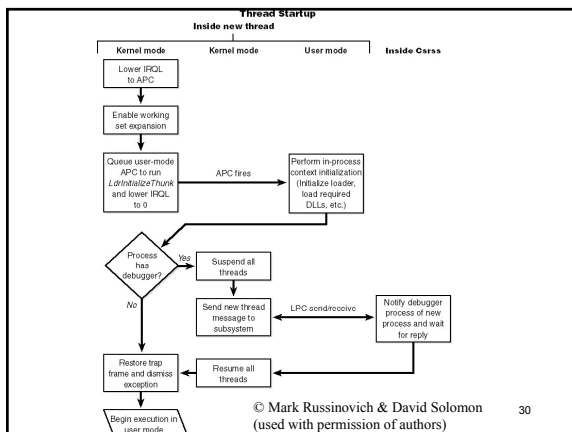 Thread Startup
Inside new thread
Kernel mode
Kernel mode
User mode
Inside Csrss
Lower IRQL
to APC
Enable working
set expansion
Queue user-mode
APC to run
LdrInitializeThunk
and lower IRQL
to 0
APC fires
Perform in-process
context initialization
(Initialize loader,
load required
DLLs, etc.)
Process
has
debugger?
Yes
No
Suspend all
threads
Send new thread
message to
subsystem
LPC send/receive
Notify debugger
process of new
process and wait
for reply
Restore trap
frame and dismiss
exception
Resume all
threads
Begin execution in
user mode
© Mark Russinovich & David Solomon
(used with permission of authors)
30